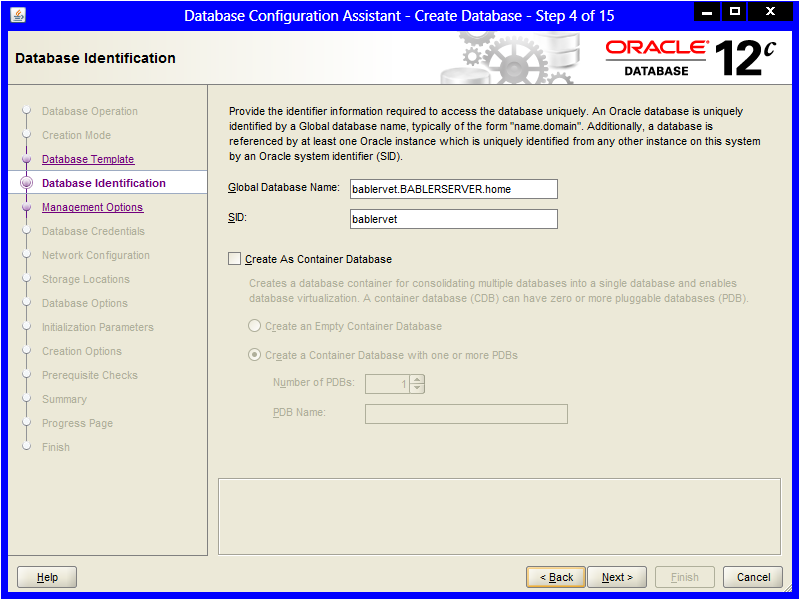 Database Configuration Assistant - Create Database - Step 4 of 15
Database Identification
ORACLE®
DATABASE
12c
Database Operation
Creation Mode
Database Template
Database Identification
Management Options
Database Credentials
Network Configuration
Storage Locations
Database Options
Initialization Parameters
Creation Options
Prerequisite Checks
Summary
Progress Page
Finish
Provide the identifier information required to access the database uniquely. An Oracle database is uniquely
identified by a Global database name, typically of the form "name.domain". Additionally, a database is
referenced by at least one Oracle instance which is uniquely identified from any other instance on this system
by an Oracle system identifier (SID).
Global Database Name: bablervet.BABLERSERVER.home
SID: bablervet
Create As Container Database
Creates a database container for consolidating multiple databases into a single database and enables
database virtualization. A container database (CDB) can have zero or more pluggable databases (PDB).
Create an Empty Container Database
Create a Container Database with one or more PDBs
Number of PDBs: 1
PDB Name:
Help
< Back
Next >
Finish
Cancel